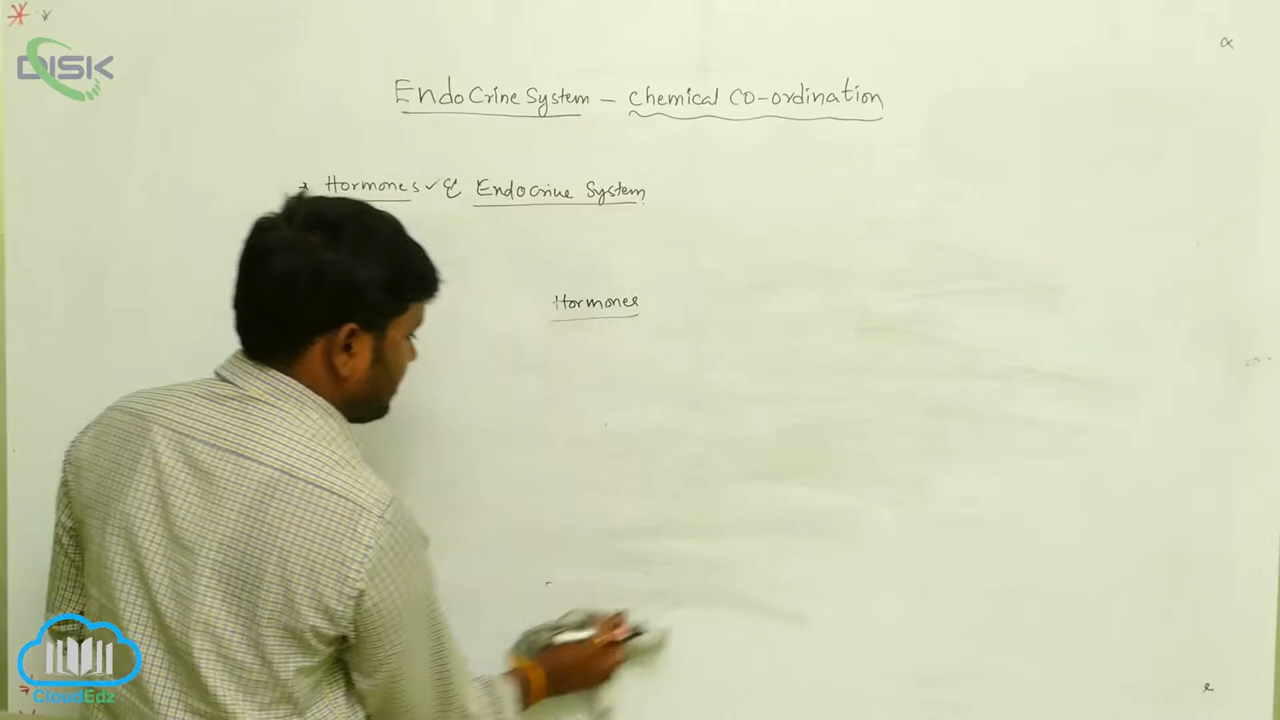 DISK
EndoCrine System – Chemical CO-ordination
* Hormones ✓ & Endocrine System
Hormones
CloudEdz